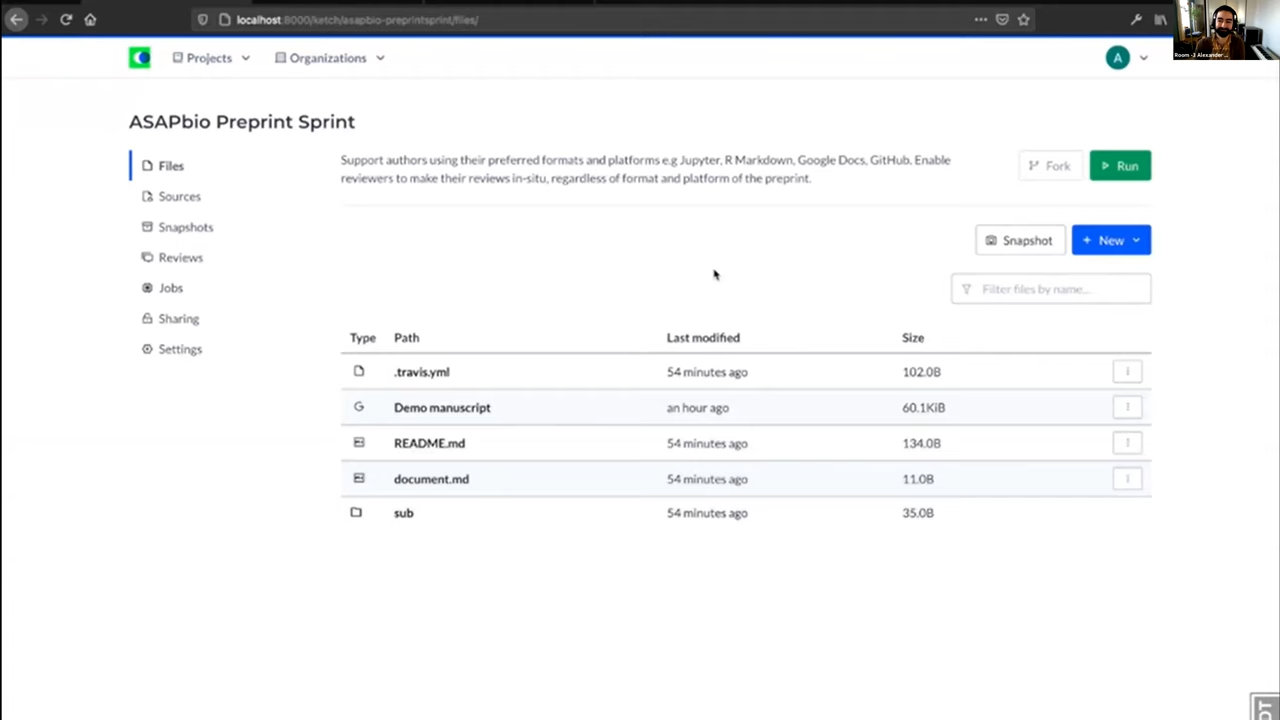 localhost:8000/ketch/asapbio-preprintsprint/files/
Room -3 Alexander ...
Projects
Organizations
A
ASAPbio Preprint Sprint
Files
Sources
Snapshots
Reviews
Jobs
Sharing
Settings
Support authors using their preferred formats and platforms e.g Jupyter, R Markdown, Google Docs, GitHub. Enable
reviewers to make their reviews in-situ, regardless of format and platform of the preprint.
Fork
Run
Snapshot
+ New
Filter files by name...
Type Path Last modified Size
.travis.yml 54 minutes ago 102.0B
G Demo manuscript an hour ago 60.1KiB
README.md 54 minutes ago 134.0B
document.md 54 minutes ago 11.0B
sub 54 minutes ago 35.0B